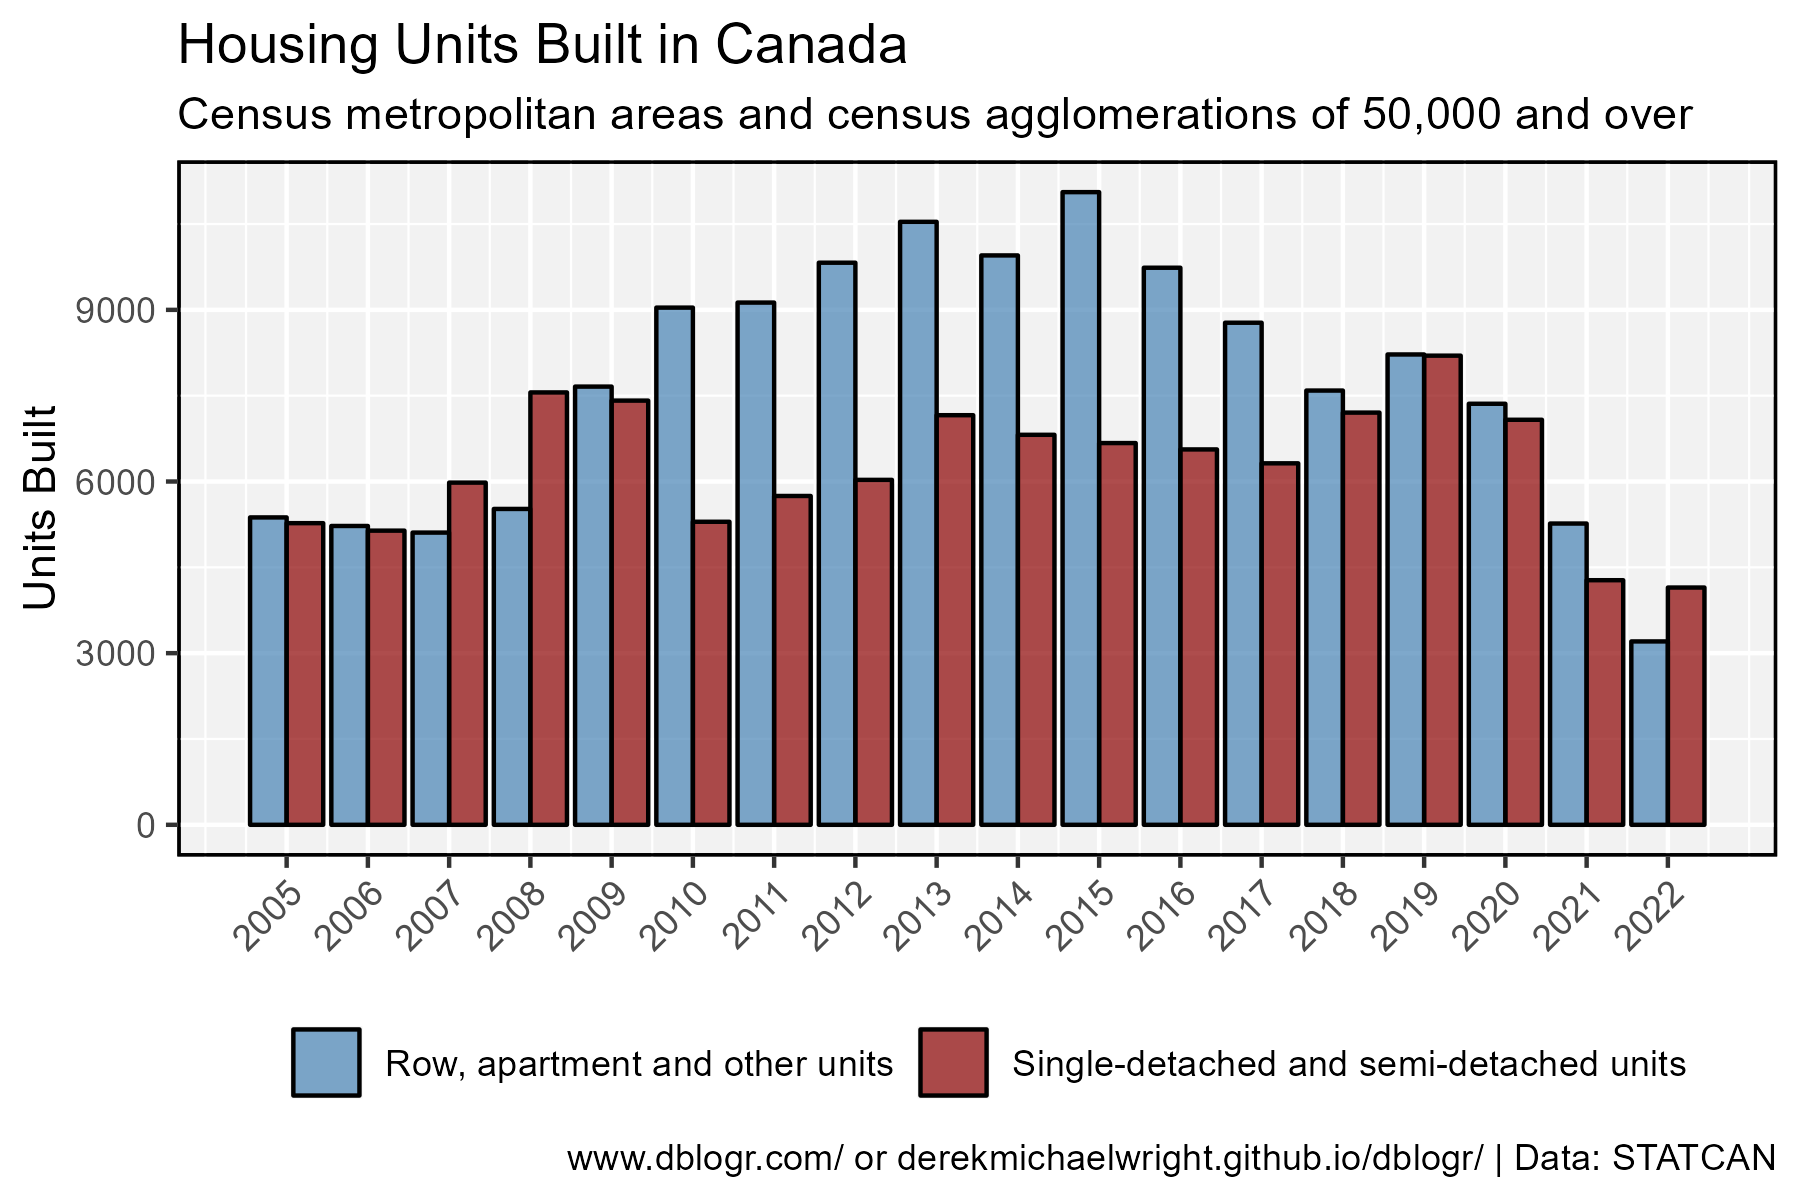 Housing Units Built in Canada
Census metropolitan areas and census agglomerations of 50,000 and over
Units Built
9000
6000
3000
0
2005 2006 2007 2008 2009 2010 2011 2012 2013 2014 2015 2016 2017 2018 2019 2020 2021 2022
Row, apartment and other units Single-detached and semi-detached units
www.dblogr.com/ or derekmichaelwright.github.io/dblogr/ | Data: STATCAN